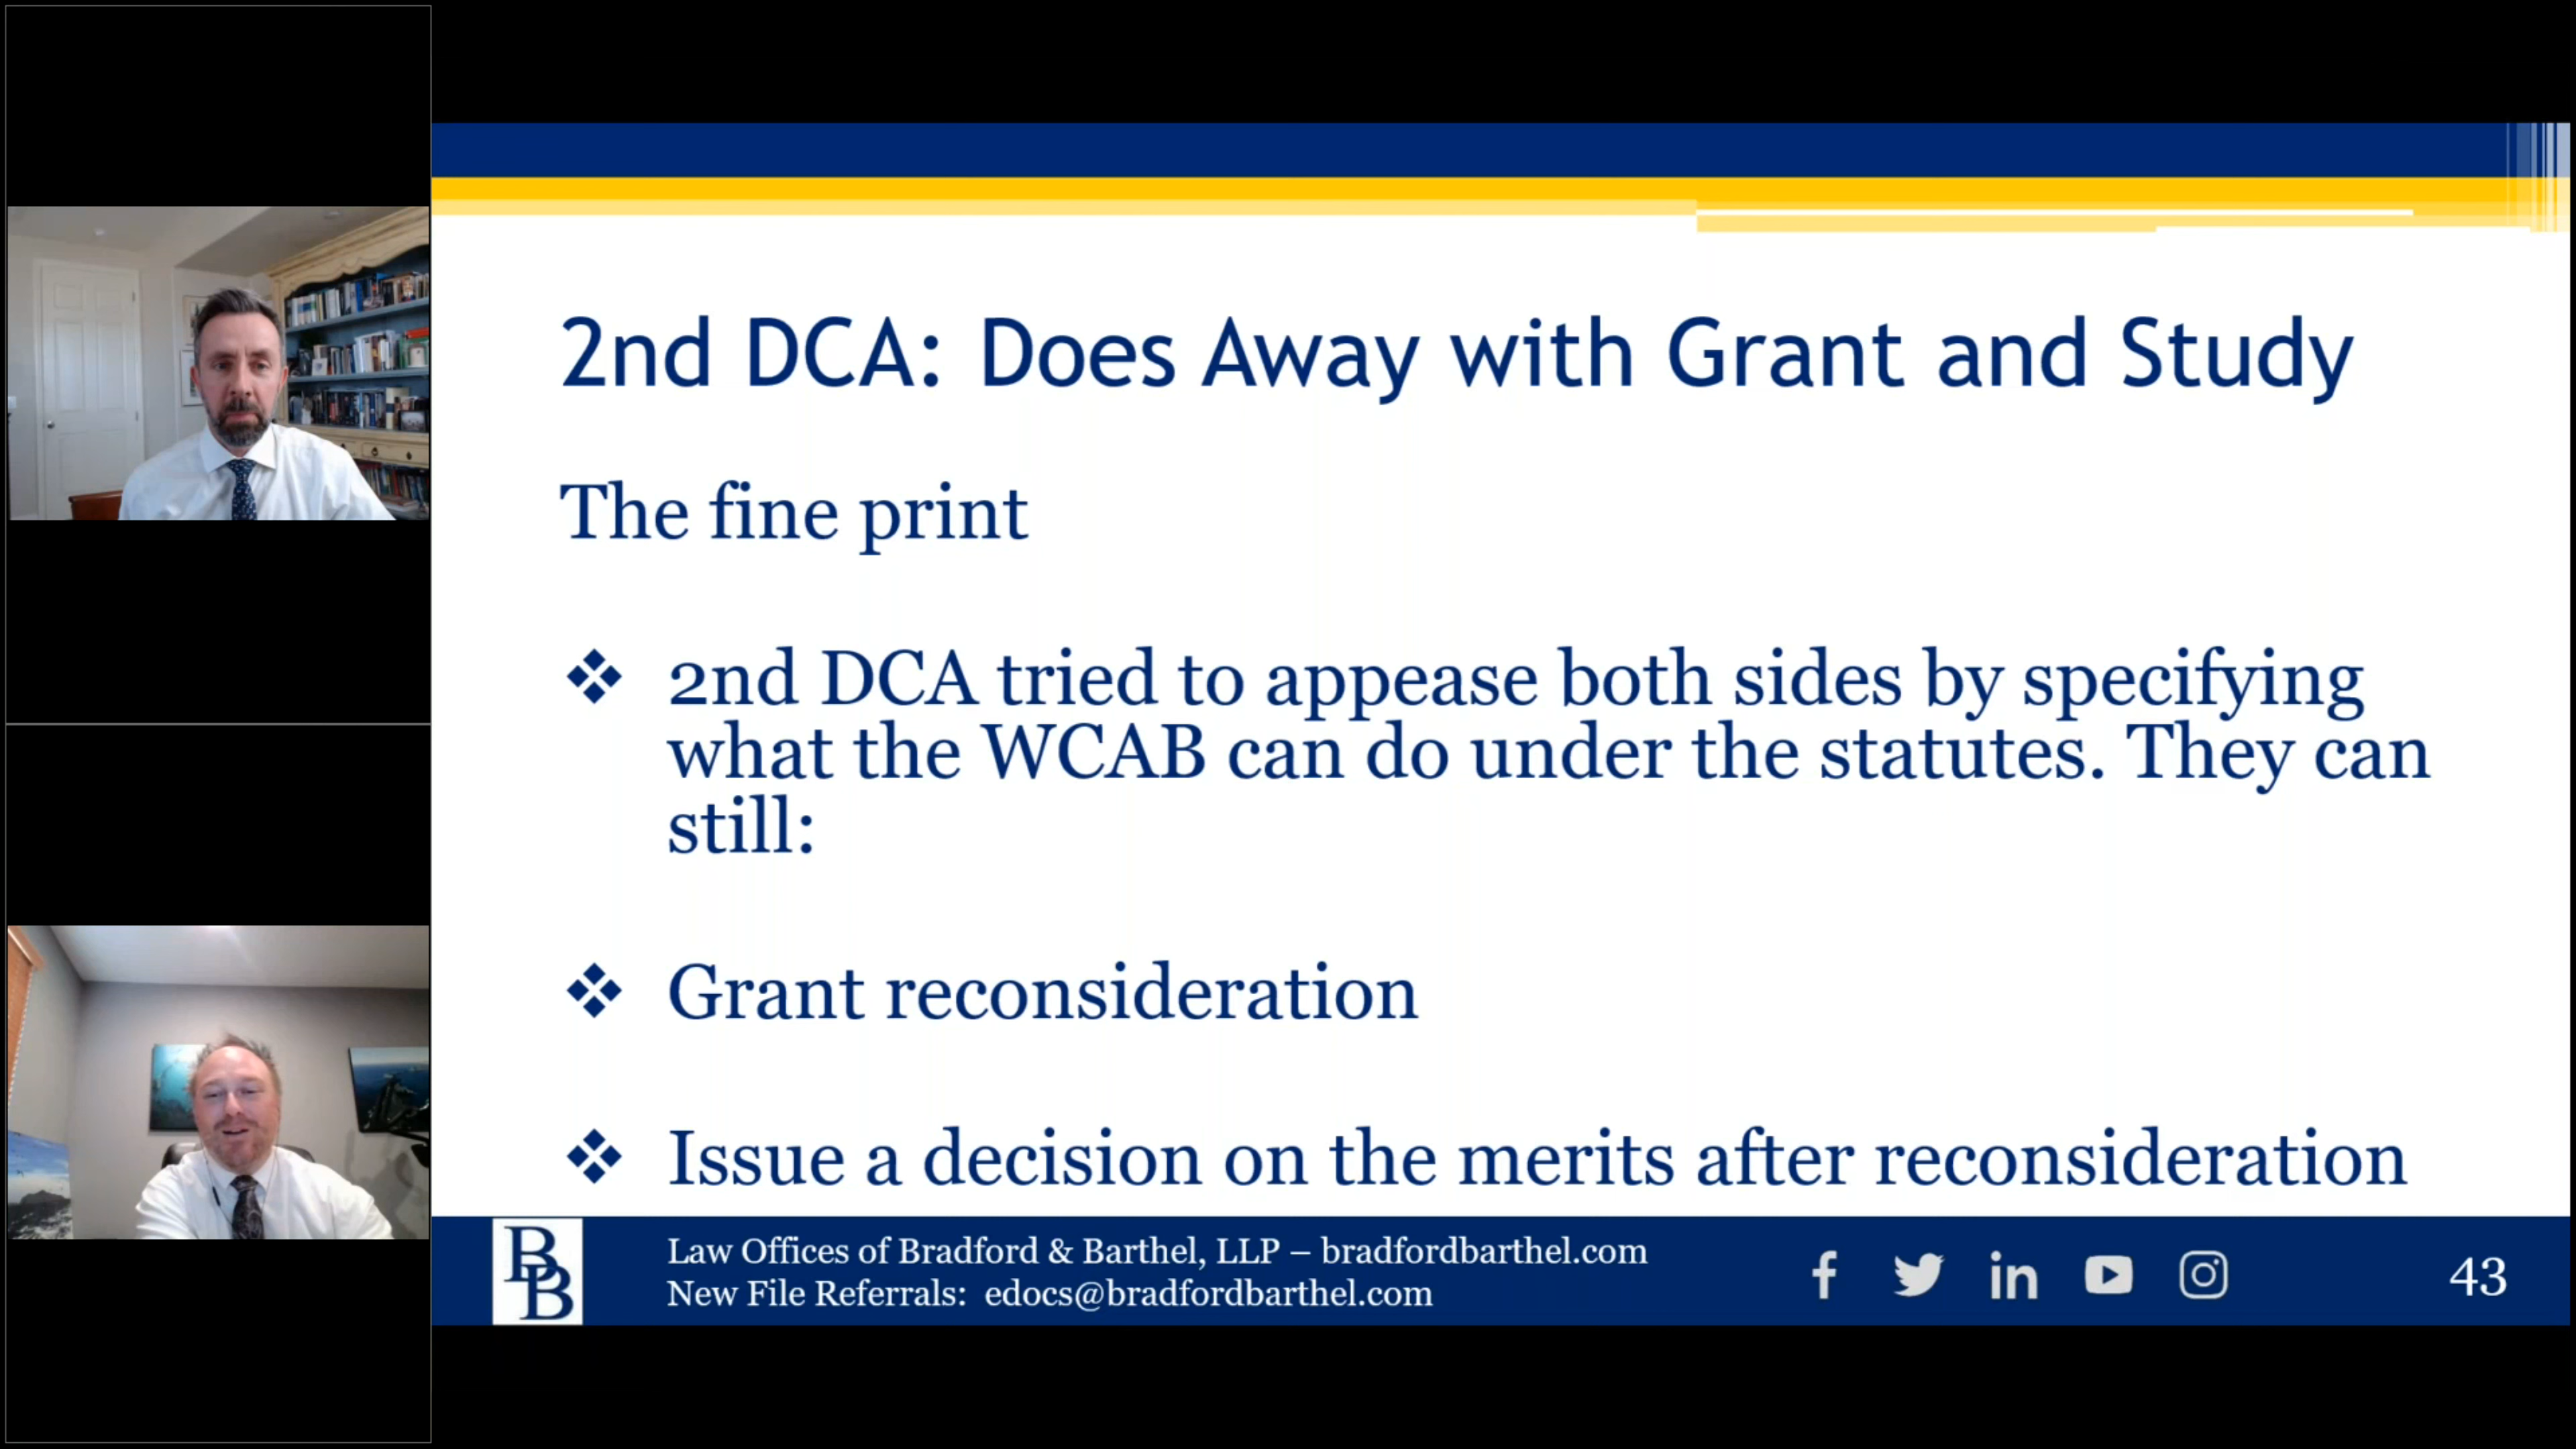 2nd DCA: Does Away with Grant and Study
The fine print
❖ 2nd DCA tried to appease both sides by specifying
what the WCAB can do under the statutes. They can
still:
❖ Grant reconsideration
❖ Issue a decision on the merits after reconsideration
BB
Law Offices of Bradford & Barthel, LLP – bradfordbarthel.com
New File Referrals: edocs@bradfordbarthel.com
43